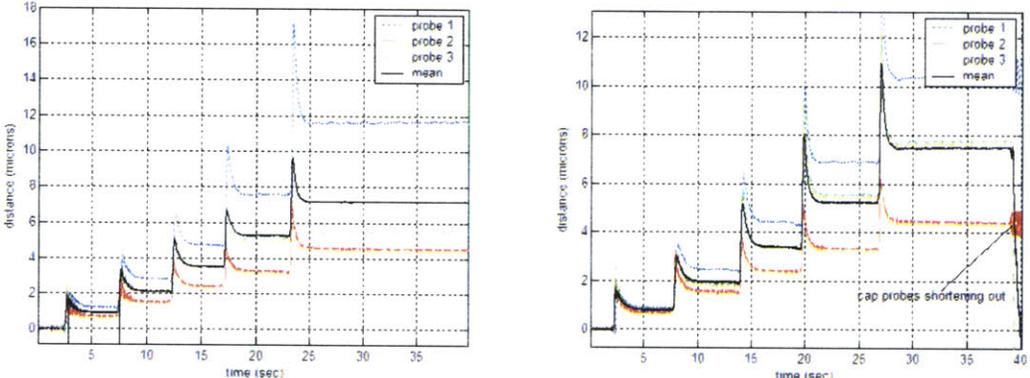 18
16
14
12
10
8
6
4
2
0
distance (microns)
5
10
15
20
25
30
35
time (sec)
probe 1
probe 2
probe 3
mean
12
10
8
6
4
2
0
distance (microns)
5
10
15
20
25
30
35
40
time (sec)
probe 1
probe 2
probe 3
mean
cap probes shortening out